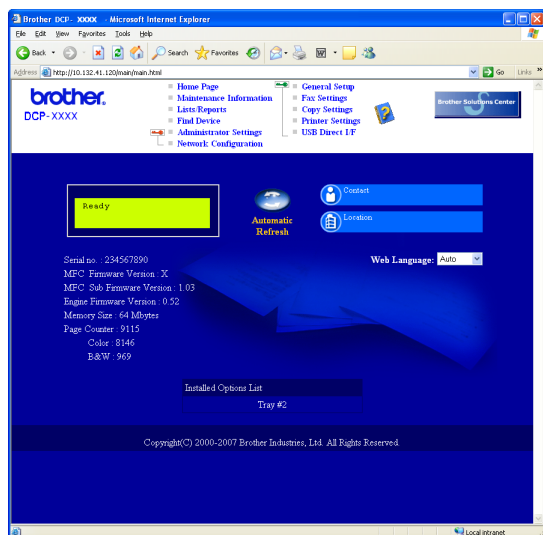 Brother DCP- XXXX - Microsoft Internet Explorer
File Edit View Favorites Tools Help
Back Search Favorites
Address http://10.132.41.120/main/main.html Go Links »
brother.
DCP-XXXX
Home Page
Maintenance Information
Lists/Reports
Find Device
Administrator Settings
Network Configuration
General Setup
Fax Settings
Copy Settings
Printer Settings
USB Direct I/F
Brother Solutions Center
Ready
Automatic
Refresh
Contact
Location
Web Language: Auto
Serial no. : 234567890
MFC Firmware Version : X
MFC Sub Firmware Version : 1.03
Engine Firmware Version : 0.52
Memory Size : 64 Mbytes
Page Counter : 9115
Color : 8146
B&W : 969
Installed Options List
Tray #2
Copyright(C) 2000-2007 Brother Industries, Ltd. All Rights Reserved.
Local intranet